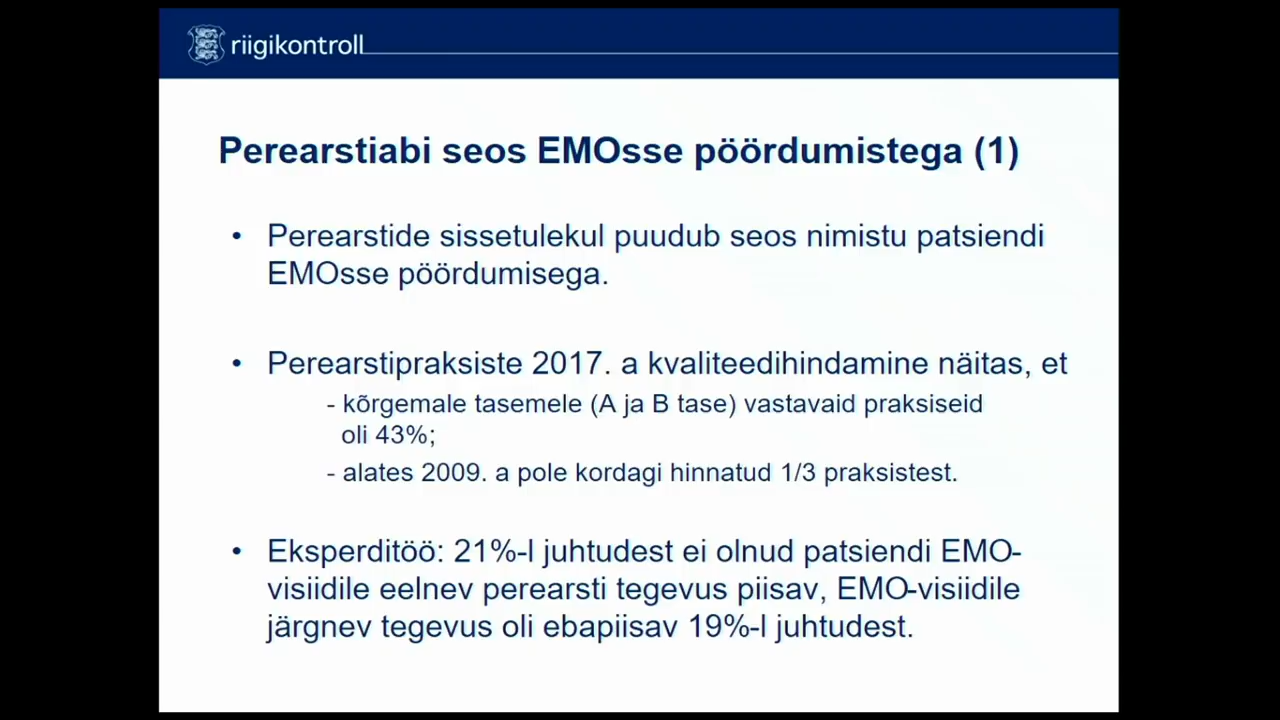 riigikontroll
Perearstiabi seos EMOsse pöördumistega (1)
• Perearstide sissetulekul puudub seos nimistu patsiendi
EMOsse pöördumisega.
• Perearstipraksiste 2017. a kvaliteedihindamine näitas, et
- kõrgemale tasemele (A ja B tase) vastavaid praksiseid
oli 43%;
- alates 2009. a pole kordagi hinnatud 1/3 praksistest.
• Eksperditöö: 21%-l juhtudest ei olnud patsiendi EMO-
visiidile eelnev perearsti tegevus piisav, EMO-visiidile
järgnev tegevus oli ebapiisav 19%-l juhtudest.